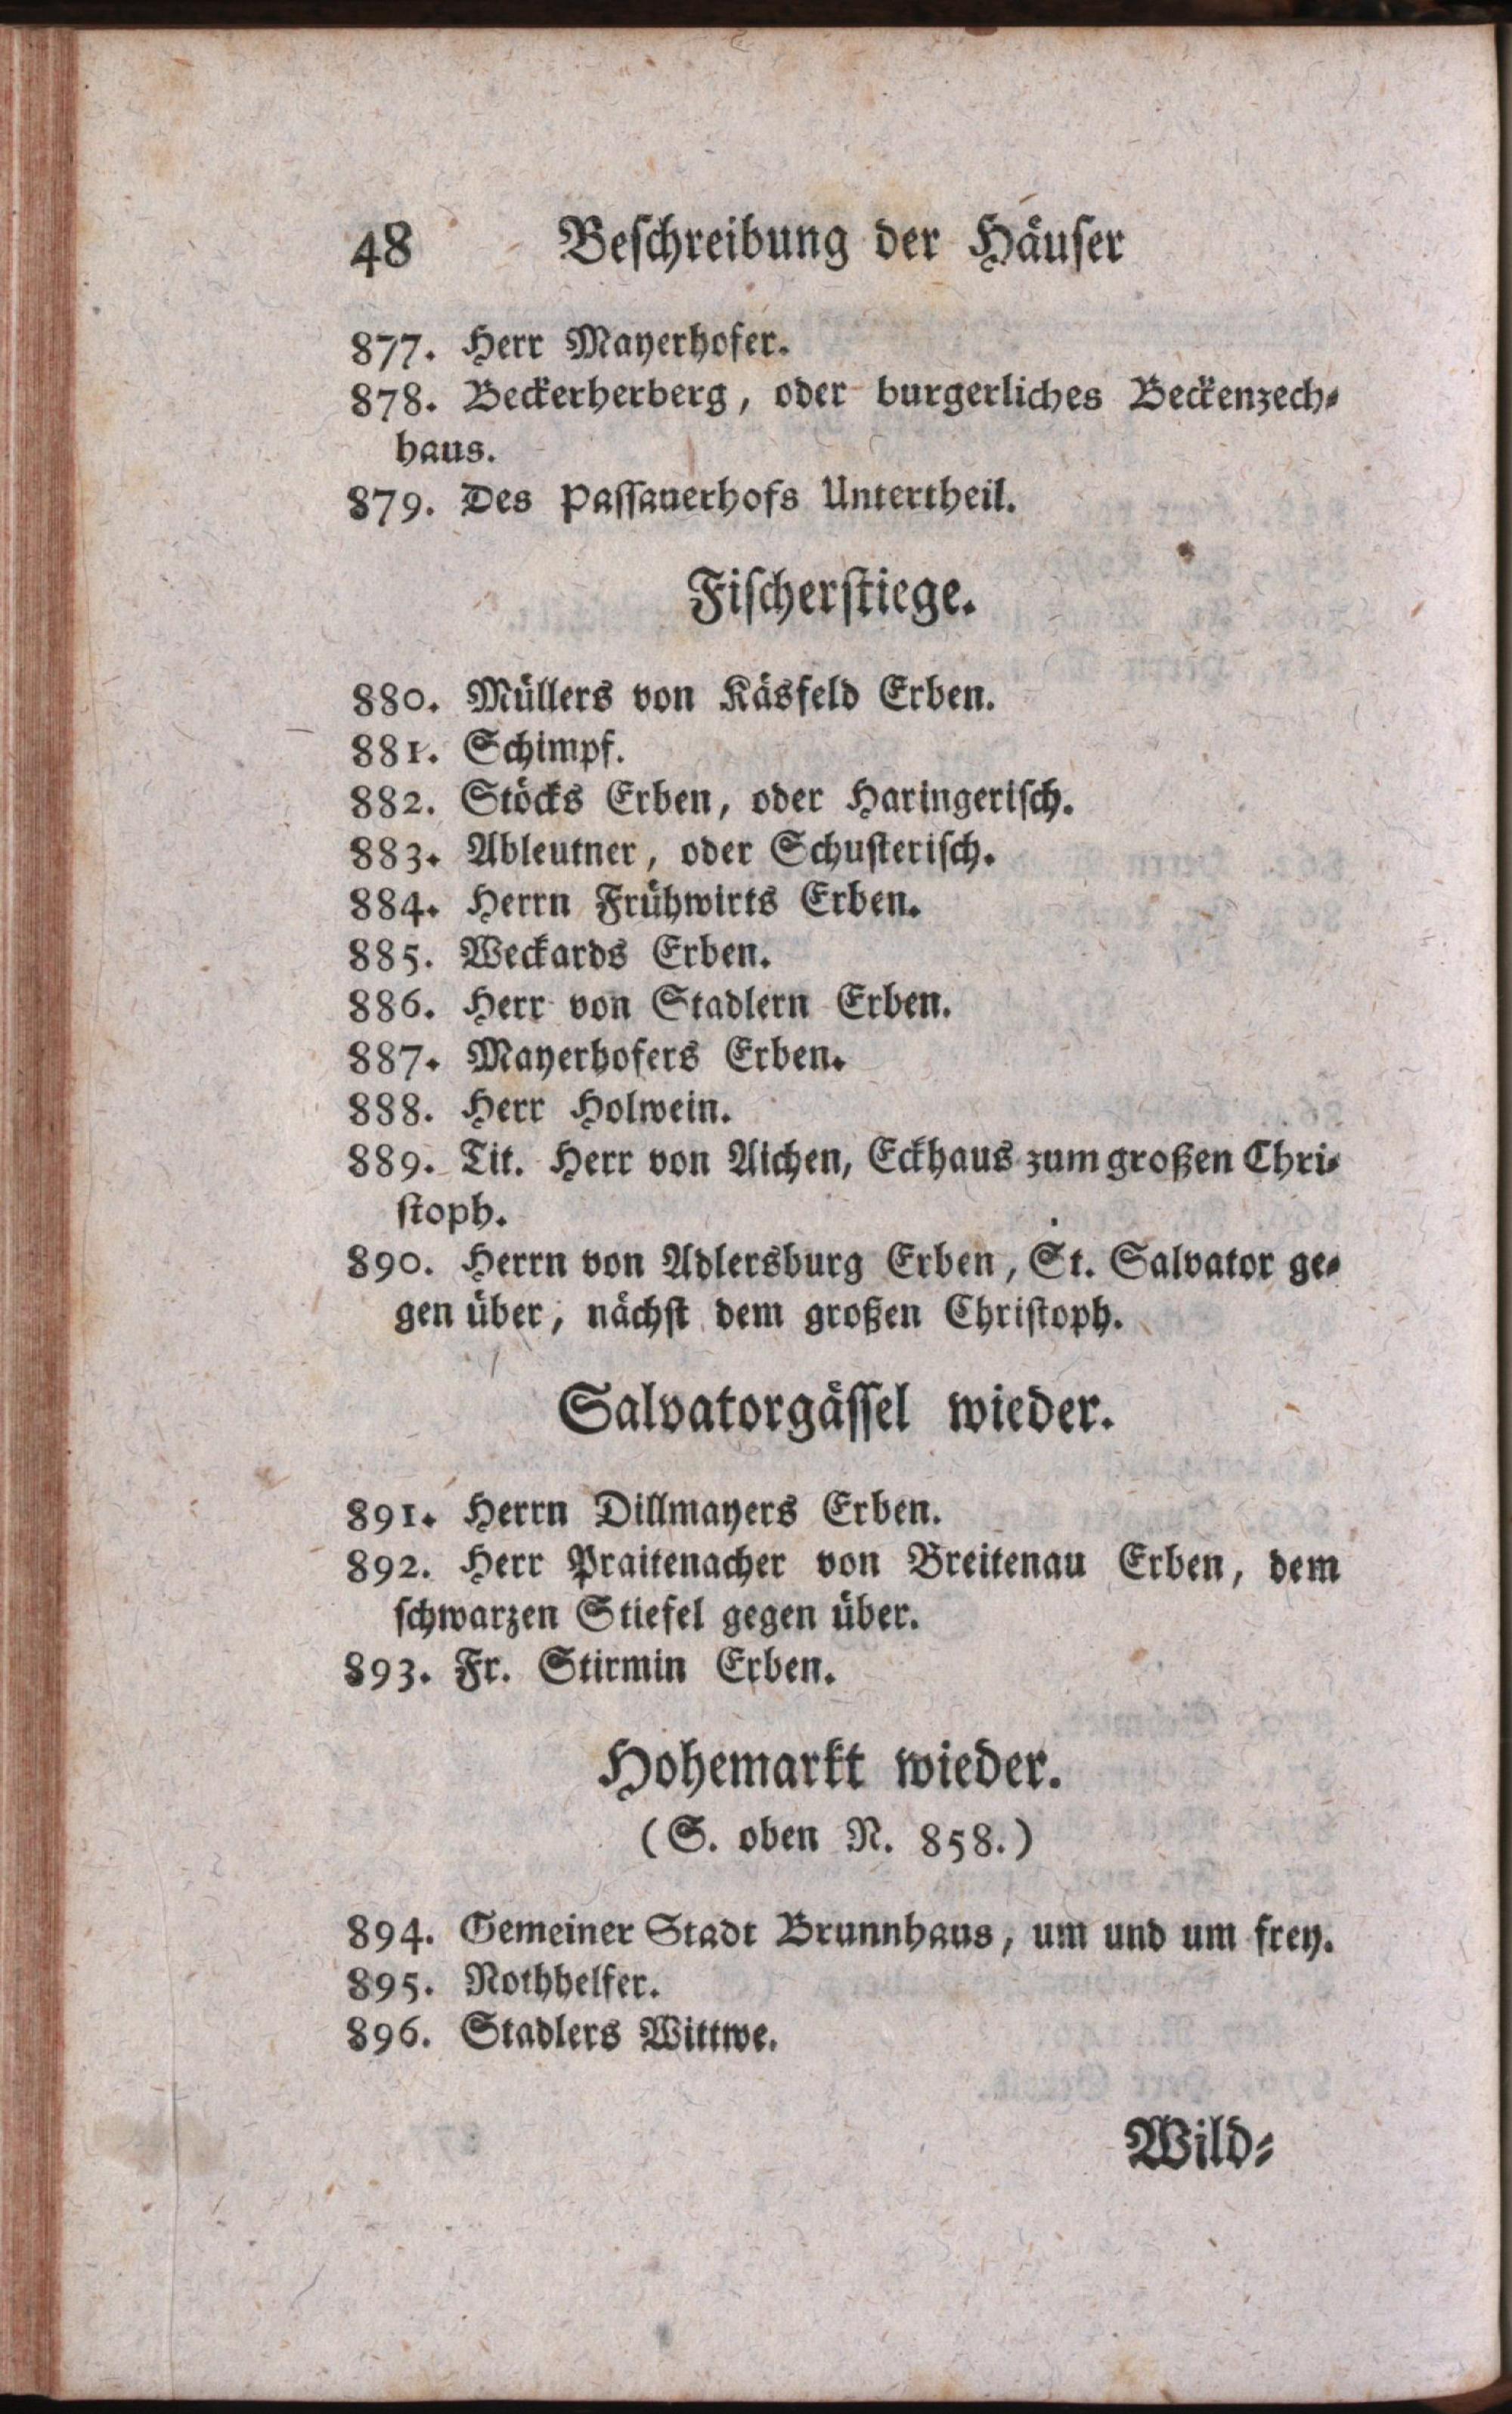 48 Beschreibung der Häuser
877. Herr Mayerhofer.
878. Beckerherberg, oder burgerliches Beckenzech-
haus.
879. Des Passauerhofs Untertheil.
Fischerstiege.
880. Müllers von Käsfeld Erben.
881. Schimpf.
882. Stöcks Erben, oder Haringerisch.
883. Ableutner, oder Schusterisch.
884. Herrn Frühwirts Erben.
885. Weckards Erben.
886. Herr von Stadlern Erben.
887. Mayerhofers Erben.
888. Herr Holwein.
889. Tit. Herr von Aichen, Eckhaus zum großen Chri-
stoph.
890. Herrn von Adlersburg Erben, St. Salvator ge-
gen über, nächst dem großen Christoph.
Salvatorgässel wieder.
891. Herrn Dillmayers Erben.
892. Herr Praitenacher von Breitenau Erben, dem
schwarzen Stiefel gegen über.
893. Fr. Stirmin Erben.
Hohemarkt wieder.
(S. oben N. 858.)
894. Gemeiner Stadt Brunnhaus, um und um frey.
895. Nothhelfer.
896. Stadlers Wittwe.
Wild-